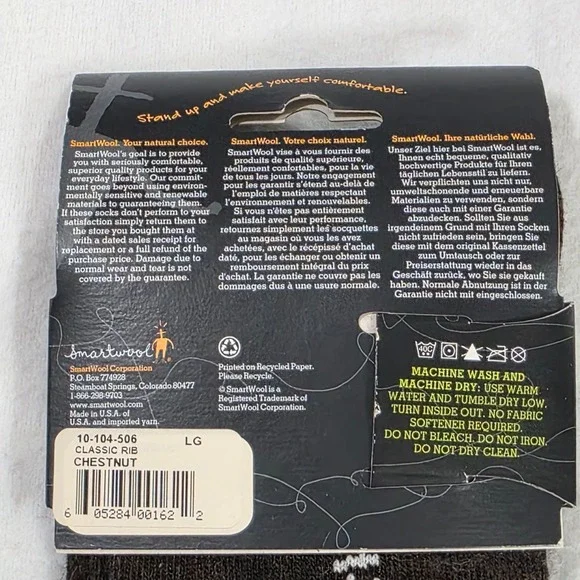 Stand up and make yourself comfortable.
SmartWool. Your natural choice.
SmartWool's goal is to provide
you with seriously comfortable,
superior quality products for your
everyday lifestyle. Our commit-
ment goes beyond using environ-
mentally sensitive and renewable
materials to guaranteeing them.
If these socks don't perform to your
satisfaction simply return them to
the store you bought them at
with a dated sales receipt for
replacement or a full refund of the
purchase price. Damage due to
normal wear and tear is not
covered by the guarantee.
SmartWool. Votre choix naturel.
SmartWool vise à vous fournir des
produits de qualité supérieure,
réellement confortables, pour la vie
de tous les jours. Notre engagement
pour les garantir s'étend au-delà de
l'emploi de matières respectan
l'environnement et renouvelables.
Si vous n'êtes pas entièrement
satisfait avec leur performance,
retournez simplement les socquettes
au magasin où vous les avez
achetées, avec le récépissé d'achat
daté, pour les échanger ou obtenir un
remboursement intégral du prix
d'achat. La garantie ne couvre pas les
dommages dus à une usure normale.
SmartWool. Ihre natürliche Wahl.
Unser Ziel hier bei SmartWool ist es,
Ihnen echt bequeme, qualitativ
hochwertige Produkte für Ihren
täglichen Lebensstil zu liefern.
Wir verpflichten uns nicht nur,
umweltschonende und erneuerbare
Materialien zu verwenden, sondern
diese auch mit einer Garantie
abzudecken. Sollten Sie aus
irgendeinem Grund mit Ihren Socken
nicht zufrieden sein, bringen Sie
diese mit dem original Kassenzettel
zum Umtausch oder zur
Preiserstattung wieder in das
Geschäft zurück, wo Sie sie gekauft
haben. Normale Abnutzung ist in der
Garantie nicht mit eingeschlossen.
Smartwool
SmartWool Corporation
P.O. Box 774928
Steamboat Springs, Colorado 80477
1-866-298-9703
www.smartwool.com
Made in U.S.A. of
U.S.A. and imported yarn.
Printed on Recycled Paper.
Please Recycle.
© SmartWool is a
Registered Trademark of
SmartWool Corporation.
40C
MACHINE WASH AND
MACHINE DRY: USE WARM
WATER AND TUMBLE DRY LOW.
TURN INSIDE OUT. NO FABRIC
SOFTENER REQUIRED.
DO NOT BLEACH. DO NOT IRON.
DO NOT DRY CLEAN.
10-104-506 LG
CLASSIC RIB
CHESTNUT
6 05284 00162 2